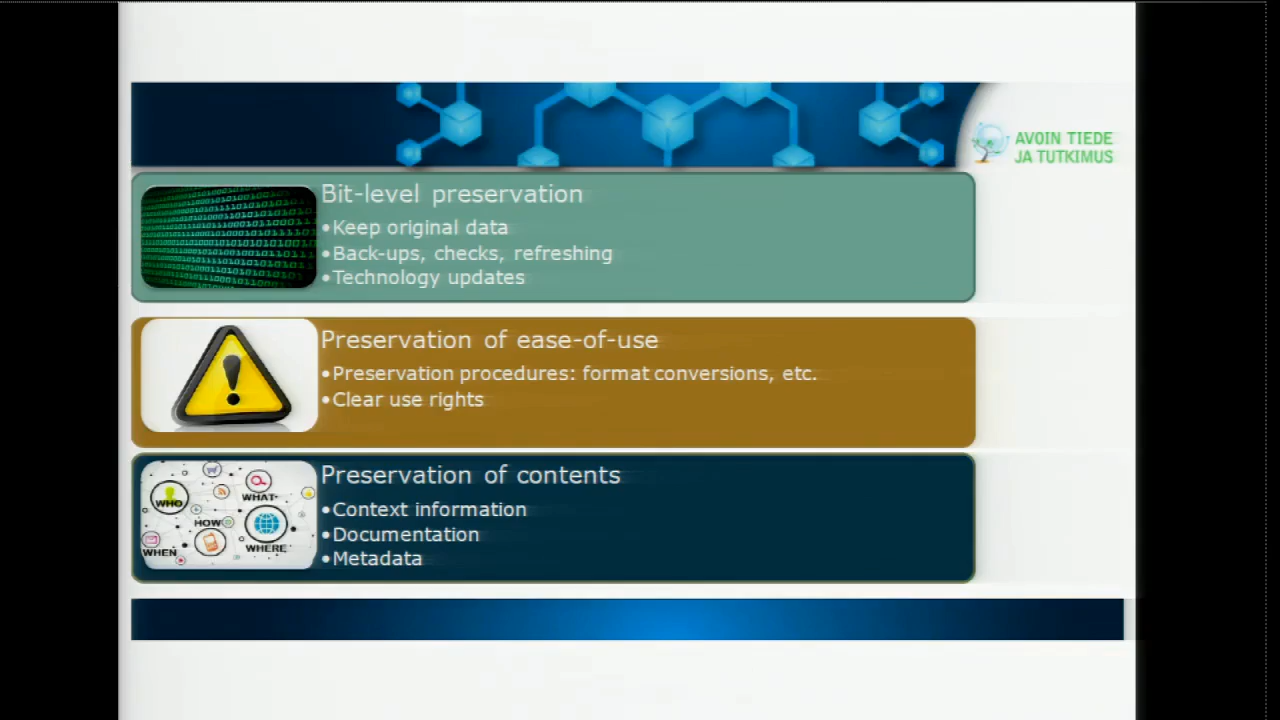 AVOIN TIEDE
JA TUTKIMUS
Bit-level preservation
•Keep original data
•Back-ups, checks, refreshing
•Technology updates
Preservation of ease-of-use
•Preservation procedures: format conversions, etc.
•Clear use rights
Preservation of contents
•Context information
•Documentation
•Metadata
WHO
WHAT
HOW
WHEN
WHERE